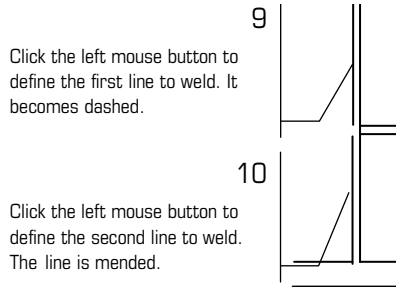 9
Click the left mouse button to
define the first line to weld. It
becomes dashed.
10
Click the left mouse button to
define the second line to weld.
The line is mended.